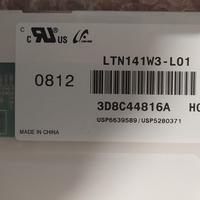 C US
LTN141W3-L01
0812
3D8C44816A HC
USP6639589/USP5280371
MADE IN CHINA